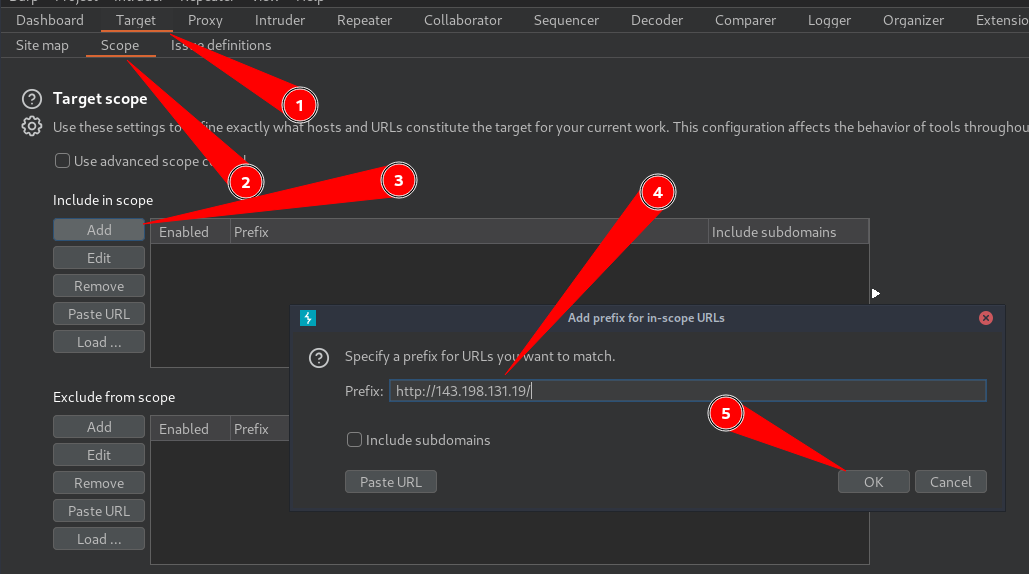 Dashboard Target Proxy Intruder Repeater Collaborator Sequencer Decoder Comparer Logger Organizer Extensio
Site map Scope Issue definitions
1
Target scope
Use these settings to define exactly what hosts and URLs constitute the target for your current work. This configuration affects the behavior of tools throughou
Use advanced scope
2
3
4
Include in scope
Add
Enabled Prefix Include subdomains
Edit
Remove
Paste URL
Load ...
Add prefix for in-scope URLs
Specify a prefix for URLs you want to match.
Prefix: http://143.198.131.19/
5
Include subdomains
Paste URL OK Cancel
Exclude from scope
Add
Enabled Prefix
Edit
Remove
Paste URL
Load ...